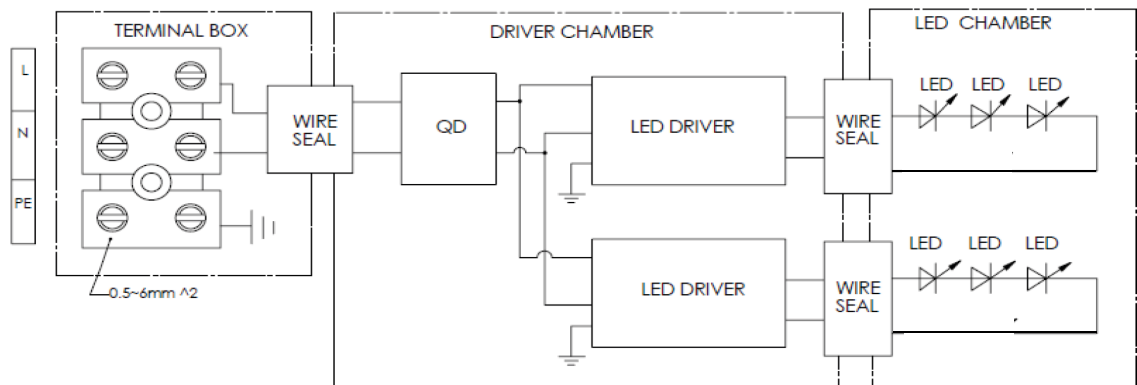 TERMINAL BOX
DRIVER CHAMBER
LED CHAMBER
L
N
PE
WIRE
SEAL
QD
LED DRIVER
WIRE
SEAL
LED
LED
LED
LED DRIVER
WIRE
SEAL
LED
LED
LED
0.5~6mm ^2